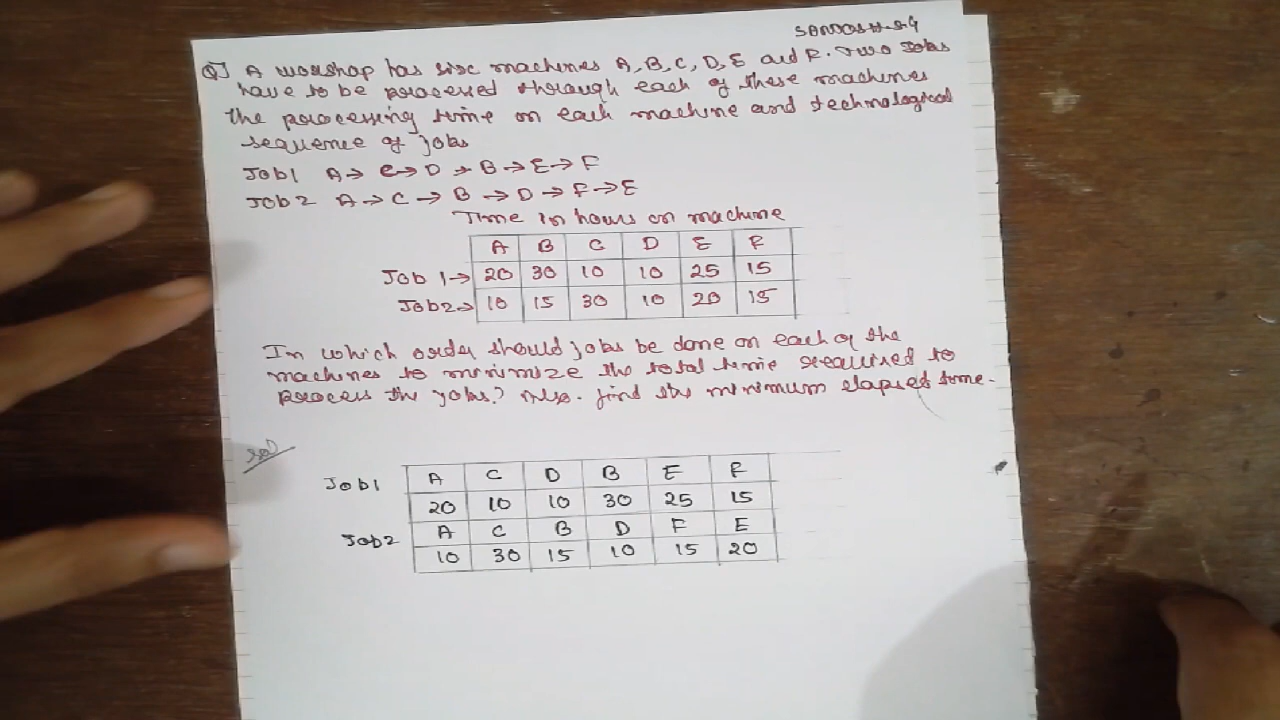 SANTOSH.S.G
Q] A workshop has six machines A, B, C, D, E and F. Two Jobs
have to be processed through each of these machines
the processing time on each machine and technological
sequence of jobs
Job1 A→ C→ D → B → E → F
JOB2 A → C → B → D → F → E
Time In hours on machine
A B C D E F
Job 1→ 20 30 10 10 25 15
Job2→ 10 15 30 10 20 15
In which order should jobs be done on each of the
machines to minimize the total time required to
process the jobs? Also. find the minimum elapsed time.
Sol
Job1 A C D B E F
20 10 10 30 25 15
Job2 A C B D F E
10 30 15 10 15 20